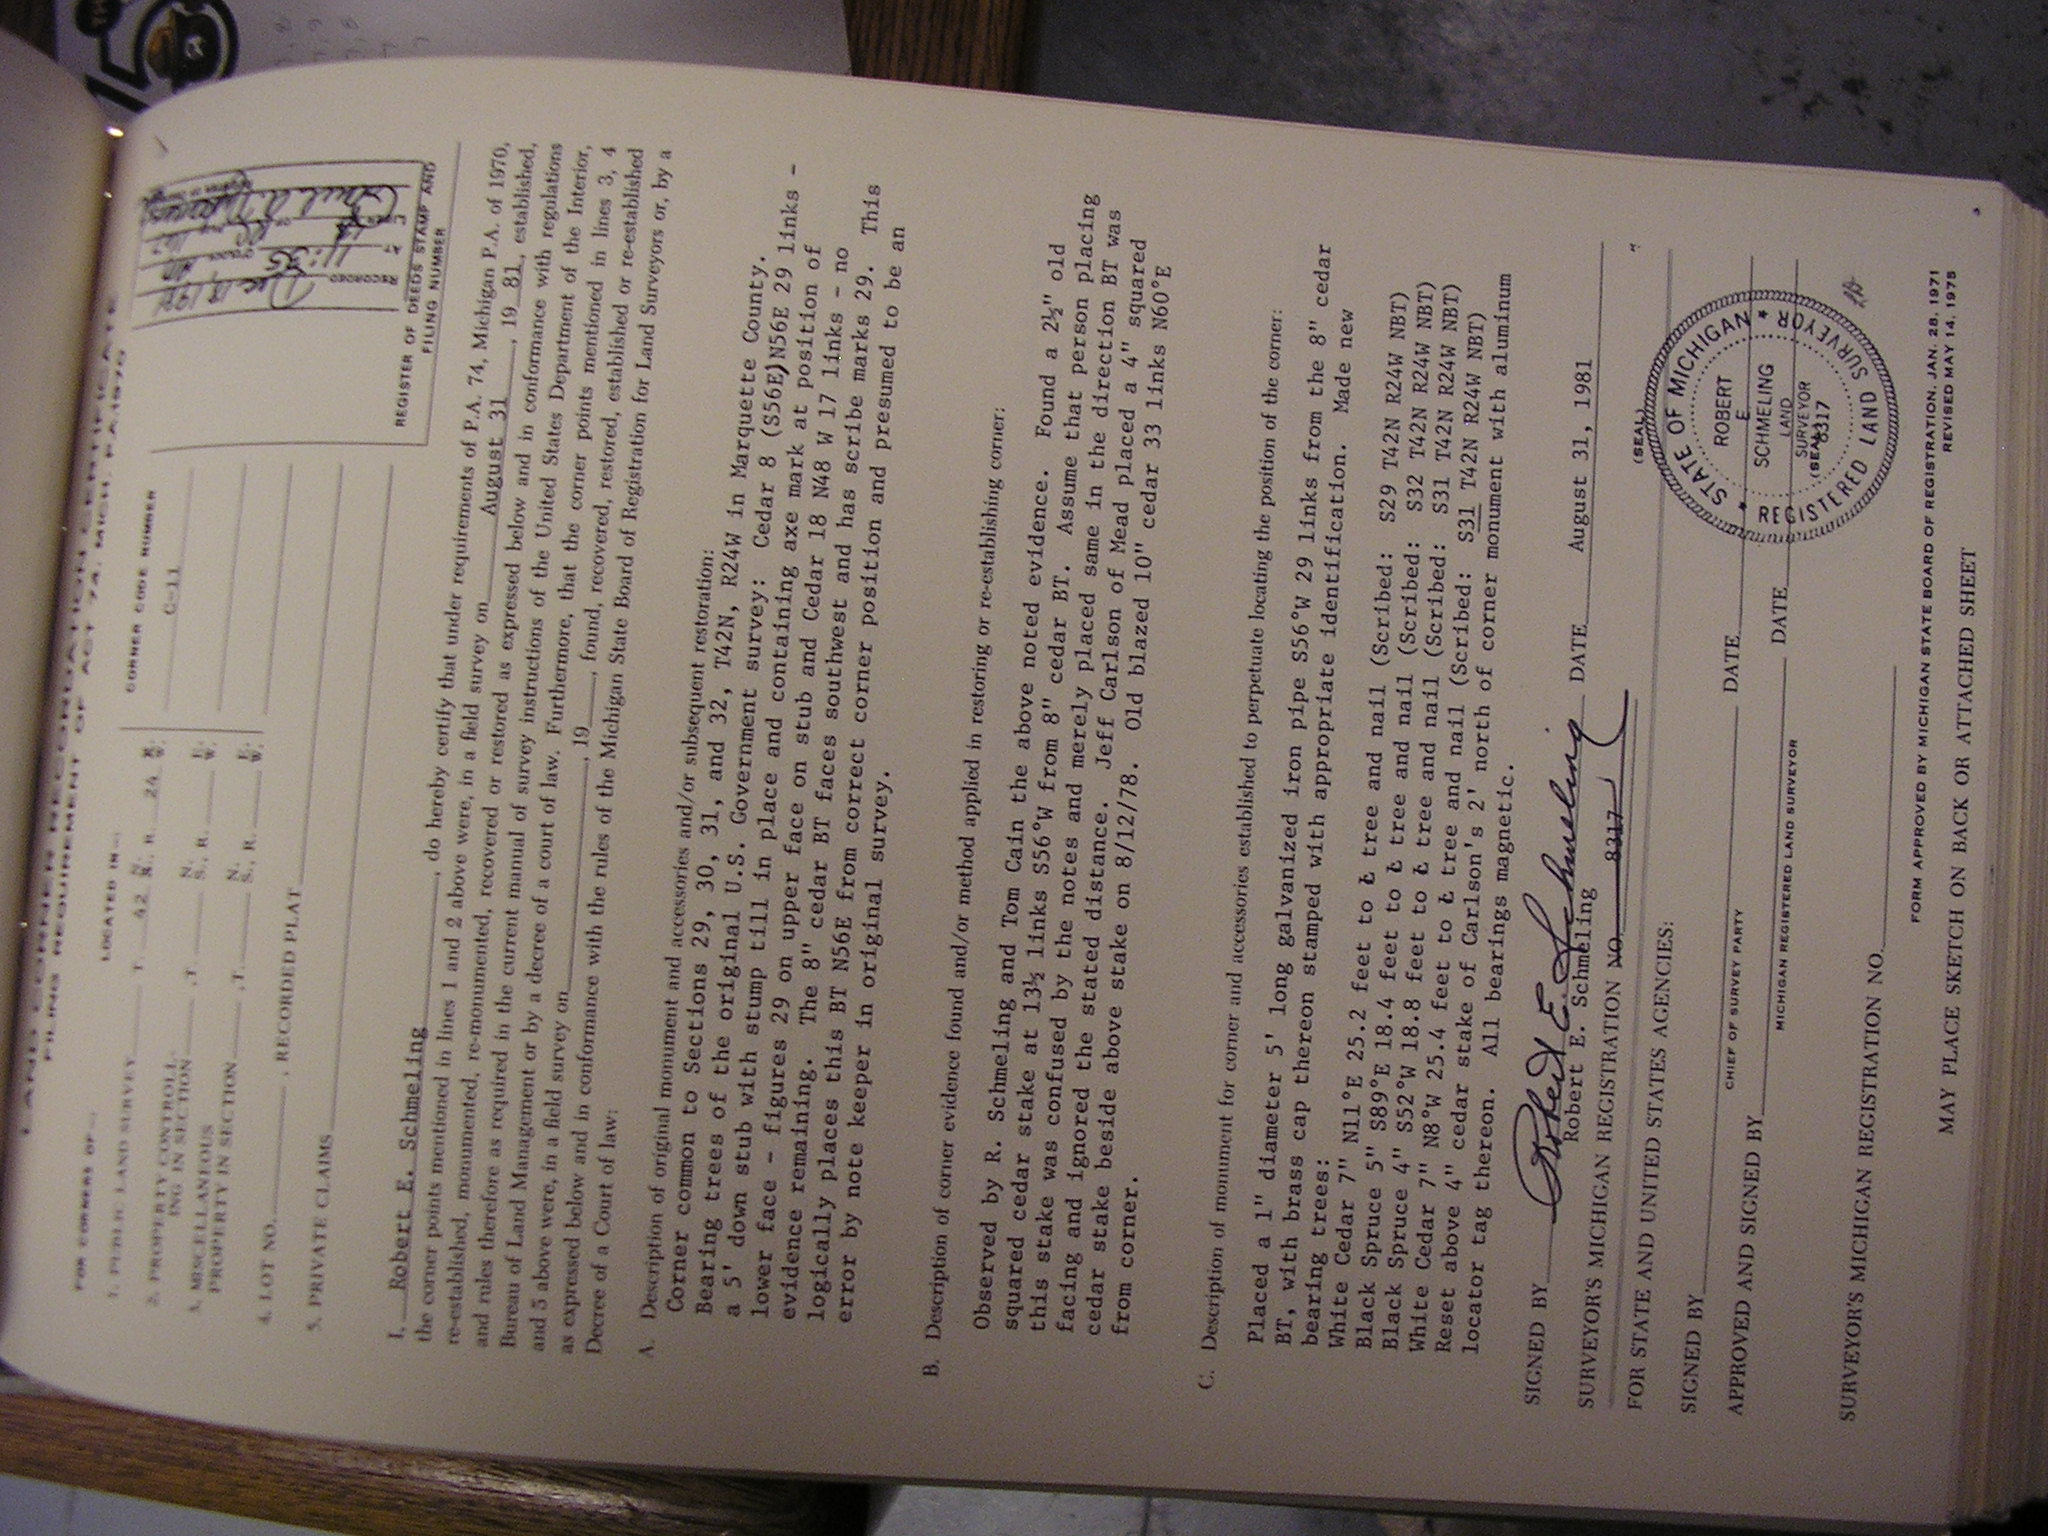 LAND CORNER RECORDATION CERTIFICATE
FILING REQUIREMENT OF ACT 74, MICH. P.A. 1970
FOR CORNERS OF—
LOCATED IN—
CORNER CODE NUMBER
1. PUBLIC LAND SURVEY T. 42 N. R. 24 W.
G-11
2. PROPERTY CONTROLLING IN SECTION , T. N. S., R. E. W.
3. MISCELLANEOUS PROPERTY IN SECTION , T. N. S., R. E. W.
4. LOT NO. , RECORDED PLAT
5. PRIVATE CLAIMS
RECORDED
11:35
REGISTER OF DEEDS STAMP AND
FILING NUMBER
I, Robert E. Schmeling , do hereby certify that under requirements of P.A. 74, Michigan P.A. of 1970,
the corner points mentioned in lines 1 and 2 above were, in a field survey on August 31 , 19 81, established,
re-established, monumented, re-monumented, recovered or restored as expressed below and in conformance with regulations
and rules therefore as required in the current manual of survey instructions of the United States Department of the Interior,
Bureau of Land Management or by a decree of a court of law. Furthermore, that the corner points mentioned in lines 3, 4
and 5 above were, in a field survey on , 19 , found, recovered, restored, established or re-established
as expressed below and in conformance with the rules of the Michigan State Board of Registration for Land Surveyors or, by a
Decree of a Court of law:
A. Description of original monument and accessories and/or subsequent restoration:
Corner common to Sections 29, 30, 31, and 32, T42N, R24W in Marquette County.
Bearing trees of the original U.S. Government survey: Cedar 8 (S56E)N56E 29 links -
a 5' down stub with stump till in place and containing axe mark at position of
lower face - figures 29 on upper face on stub and Cedar 18 N48 W 17 links - no
evidence remaining. The 8" cedar BT faces southwest and has scribe marks 29. This
logically places this BT N56E from correct corner position and presumed to be an
error by note keeper in original survey.
B. Description of corner evidence found and/or method applied in restoring or re-establishing corner:
Observed by R. Schmeling and Tom Cain the above noted evidence. Found a 2½" old
squared cedar stake at 13½ links S56°W from 8" cedar BT. Assume that person placing
this stake was confused by the notes and merely placed same in the direction BT was
facing and ignored the stated distance. Jeff Carlson of Mead placed a 4" squared
cedar stake beside above stake on 8/12/78. Old blazed 10" cedar 33 links N60°E
from corner.
C. Description of monument for corner and accessories established to perpetuate locating the position of the corner:
Placed a 1" diameter 5' long galvanized iron pipe S56°W 29 links from the 8" cedar
BT, with brass cap thereon stamped with appropriate identification. Made new
bearing trees:
White Cedar 7" N11°E 25.2 feet to ℄ tree and nail (Scribed: S29 T42N R24W NBT)
Black Spruce 5" S89°E 18.4 feet to ℄ tree and nail (Scribed: S32 T42N R24W NBT)
Black Spruce 4" S52°W 18.8 feet to ℄ tree and nail (Scribed: S31 T42N R24W NBT)
White Cedar 7" N8°W 25.4 feet to ℄ tree and nail (Scribed: S31 T42N R24W NBT)
Reset above 4" cedar stake of Carlson's 2' north of corner monument with aluminum
locator tag thereon. All bearings magnetic.
SIGNED BY Robert E. Schmeling DATE August 31, 1981
Robert E. Schmeling
SURVEYOR'S MICHIGAN REGISTRATION NO. 8317
(SEAL)
FOR STATE AND UNITED STATES AGENCIES:
STATE OF MICHIGAN
REGISTERED LAND SURVEYOR
ROBERT
E
SCHMELING
LAND
SURVEYOR
8317
SIGNED BY DATE
CHIEF OF SURVEY PARTY
(SEAL)
APPROVED AND SIGNED BY DATE
MICHIGAN REGISTERED LAND SURVEYOR
SURVEYOR'S MICHIGAN REGISTRATION NO.
FORM APPROVED BY MICHIGAN STATE BOARD OF REGISTRATION, JAN. 28, 1971
REVISED MAY 14, 1975
MAY PLACE SKETCH ON BACK OR ATTACHED SHEET